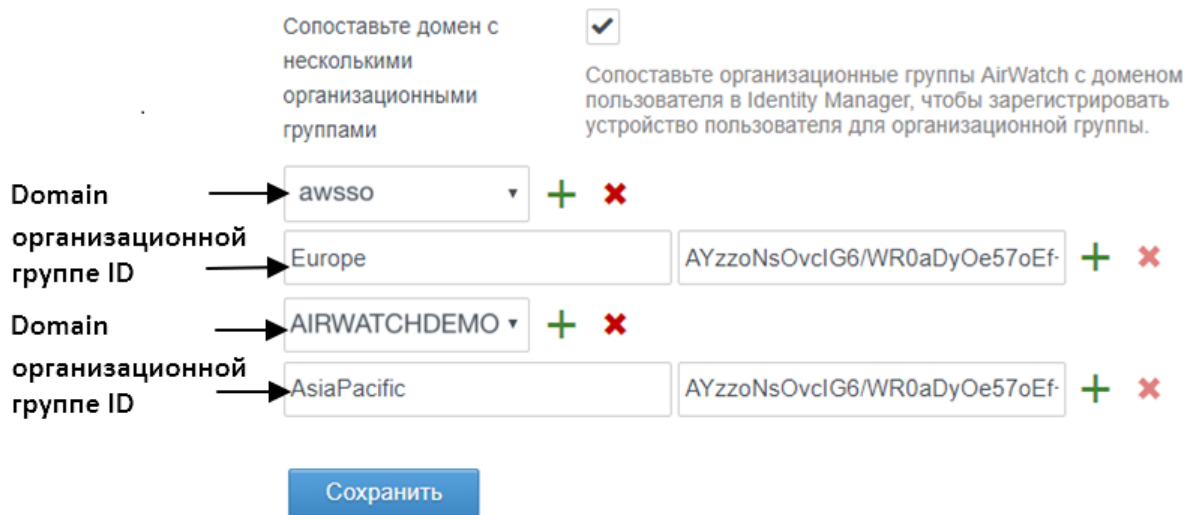 Сопоставьте домен с
несколькими
организационными
группами
Сопоставьте организационные группы AirWatch с доменом
пользователя в Identity Manager, чтобы зарегистрировать
устройство пользователя для организационной группы.
Domain
awsso
организационной
группе ID
Europe
AYzzoNsOvcIG6/WR0aDyOe57oEf-
Domain
AIRWATCHDEMO
организационной
группе ID
AsiaPacific
AYzzoNsOvcIG6/WR0aDyOe57oEf-
Сохранить